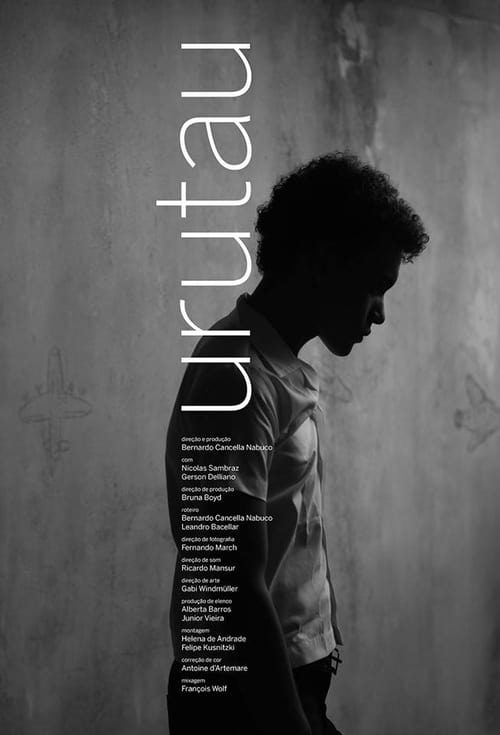 urutau
direção e produção
Bernardo Cancella Nabuco
com
Nicolas Sambraz
Gerson Delliano
direção de produção
Bruna Boyd
roteiro
Bernardo Cancella Nabuco
Leandro Bacellar
direção de fotografia
Fernando March
direção de som
Ricardo Mansur
direção de arte
Gabi Windmüller
produção de elenco
Alberta Barros
Junior Vieira
montagem
Helena de Andrade
Felipe Kusnitzki
correção de cor
Antoine d'Artemare
mixagem
François Wolf